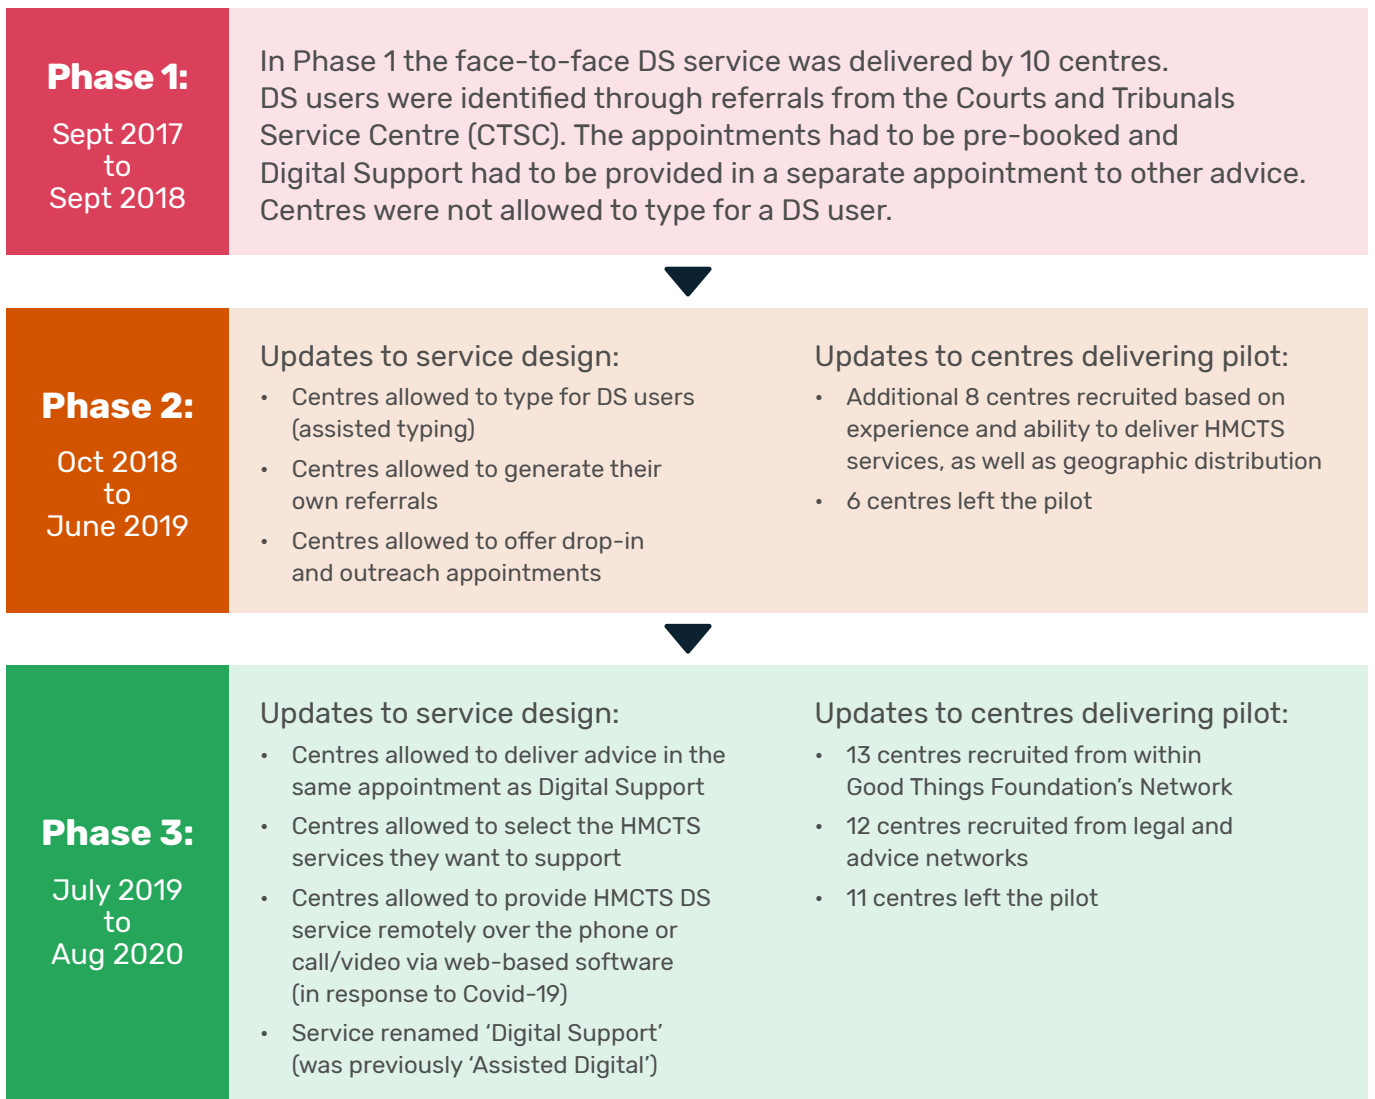 Phase 1:
Sept 2017
to
Sept 2018
In Phase 1 the face-to-face DS service was delivered by 10 centres.
DS users were identified through referrals from the Courts and Tribunals
Service Centre (CTSC). The appointments had to be pre-booked and
Digital Support had to be provided in a separate appointment to other advice.
Centres were not allowed to type for a DS user.
Phase 2:
Oct 2018
to
June 2019
Updates to service design:
• Centres allowed to type for DS users
(assisted typing)
• Centres allowed to generate their
own referrals
• Centres allowed to offer drop-in
and outreach appointments
Updates to centres delivering pilot:
• Additional 8 centres recruited based on
experience and ability to deliver HMCTS
services, as well as geographic distribution
• 6 centres left the pilot
Phase 3:
July 2019
to
Aug 2020
Updates to service design:
• Centres allowed to deliver advice in the
same appointment as Digital Support
• Centres allowed to select the HMCTS
services they want to support
• Centres allowed to provide HMCTS DS
service remotely over the phone or
call/video via web-based software
(in response to Covid-19)
• Service renamed ‘Digital Support’
(was previously ‘Assisted Digital’)
Updates to centres delivering pilot:
• 13 centres recruited from within
Good Things Foundation’s Network
• 12 centres recruited from legal and
advice networks
• 11 centres left the pilot